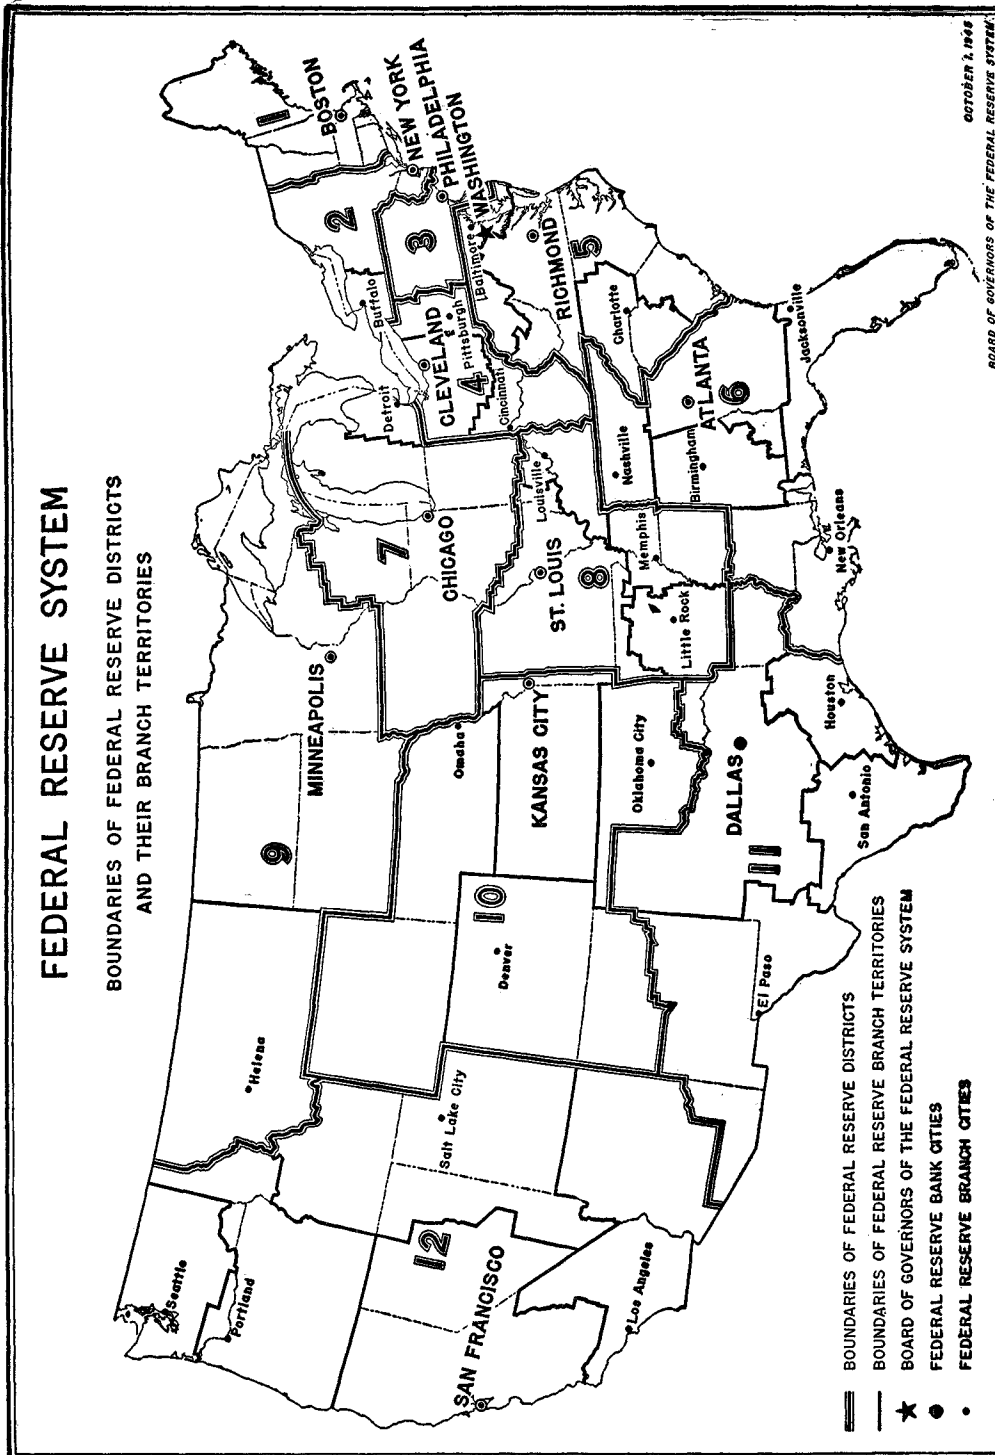 FEDERAL RESERVE SYSTEM
BOUNDARIES OF FEDERAL RESERVE DISTRICTS
AND THEIR BRANCH TERRITORIES
Seattle
Portland
Helena
9
MINNEAPOLIS
7
CHICAGO
Detroit
Buffalo
2
1
BOSTON
NEW YORK
PHILADELPHIA
WASHINGTON
3
CLEVELAND
4
Pittsburgh
Baltimore
Cincinnati
RICHMOND
5
Charlotte
12
SAN FRANCISCO
Salt Lake City
Los Angeles
10
Denver
Omaha
KANSAS CITY
Oklahoma City
ST. LOUIS
8
Louisville
Memphis
Little Rock
Nashville
Birmingham
ATLANTA
6
Jacksonville
New Orleans
DALLAS
11
Houston
San Antonio
El Paso
BOUNDARIES OF FEDERAL RESERVE DISTRICTS
BOUNDARIES OF FEDERAL RESERVE BRANCH TERRITORIES
BOARD OF GOVERNORS OF THE FEDERAL RESERVE SYSTEM
FEDERAL RESERVE BANK CITIES
FEDERAL RESERVE BRANCH CITIES
BOARD OF GOVERNORS OF THE FEDERAL RESERVE SYSTEM